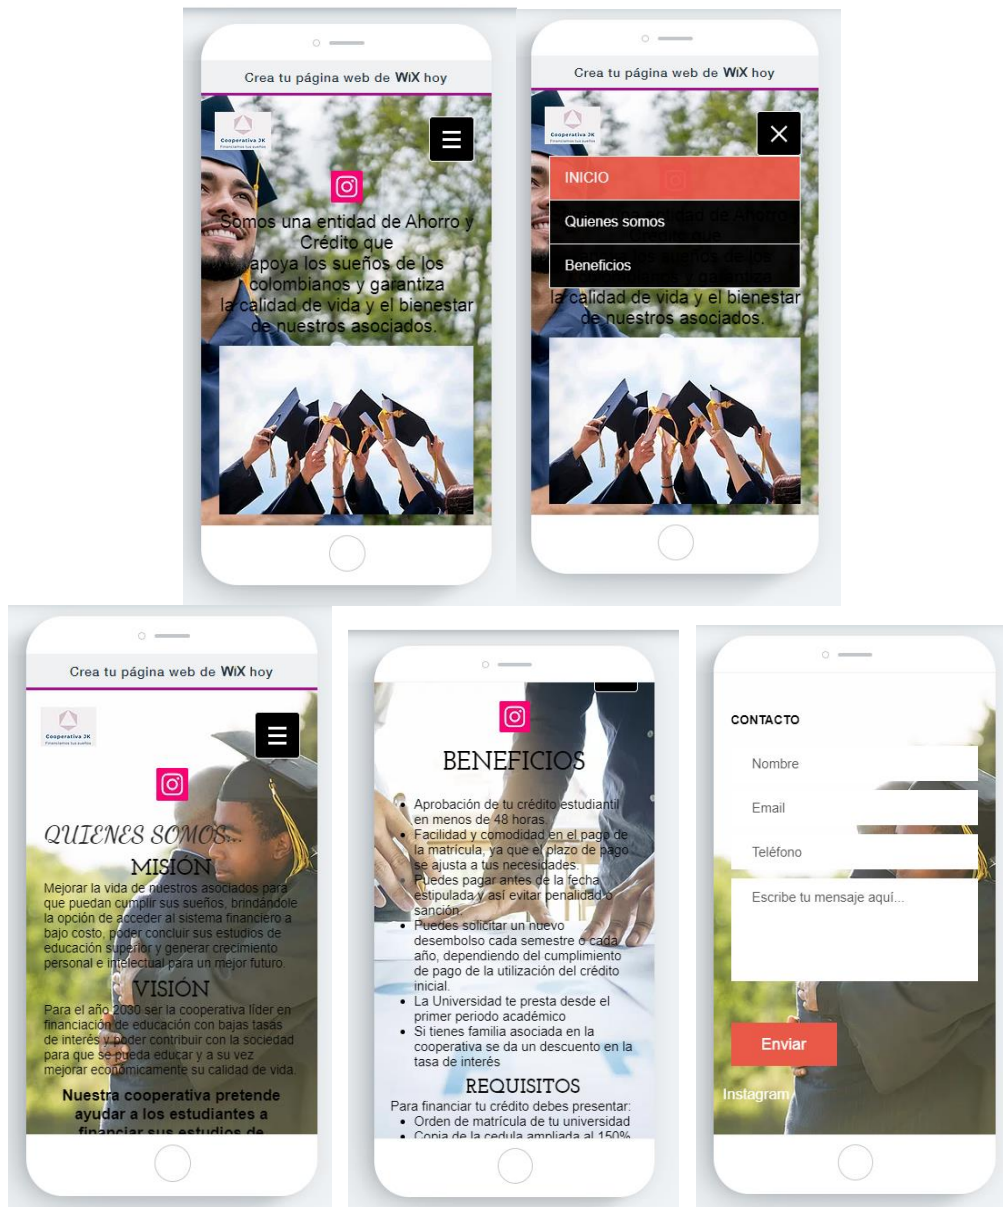 Crea tu página web de WiX hoy
Cooperativa JK
Financiamos tus sueños
Somos una entidad de Ahorro y
Crédito que
apoya los sueños de los
colombianos y garantiza
la calidad de vida y el bienestar
de nuestros asociados.
Crea tu página web de WiX hoy
Cooperativa JK
Financiamos tus sueños
INICIO
Quienes somos
Beneficios
la calidad de vida y el bienestar
de nuestros asociados.
Crea tu página web de WiX hoy
Cooperativa JK
Financiamos tus sueños
QUIENES SOMOS...
MISIÓN
Mejorar la vida de nuestros asociados para
que puedan cumplir sus sueños, brindándole
la opción de acceder al sistema financiero a
bajo costo, poder concluir sus estudios de
educación superior y generar crecimiento
personal e intelectual para un mejor futuro.
VISIÓN
Para el año 2030 ser la cooperativa líder en
financiación de educación con bajas tasas
de interés y poder contribuir con la sociedad
para que se pueda educar y a su vez
mejorar económicamente su calidad de vida.
Nuestra cooperativa pretende
ayudar a los estudiantes a
financiar sus estudios de
BENEFICIOS
• Aprobación de tu crédito estudiantil
en menos de 48 horas.
• Facilidad y comodidad en el pago de
la matrícula, ya que el plazo de pago
se ajusta a tus necesidades.
• Puedes pagar antes de la fecha
estipulada y así evitar penalidad o
sanción.
• Puedes solicitar un nuevo
desembolso cada semestre o cada
año, dependiendo del cumplimiento
de pago de la utilización del crédito
inicial.
• La Universidad te presta desde el
primer periodo académico
• Si tienes familia asociada en la
cooperativa se da un descuento en la
tasa de interés
REQUISITOS
Para financiar tu crédito debes presentar:
• Orden de matrícula de tu universidad
• Copia de la cedula ampliada al 150%
CONTACTO
Nombre
Email
Teléfono
Escribe tu mensaje aquí...
Enviar
Instagram